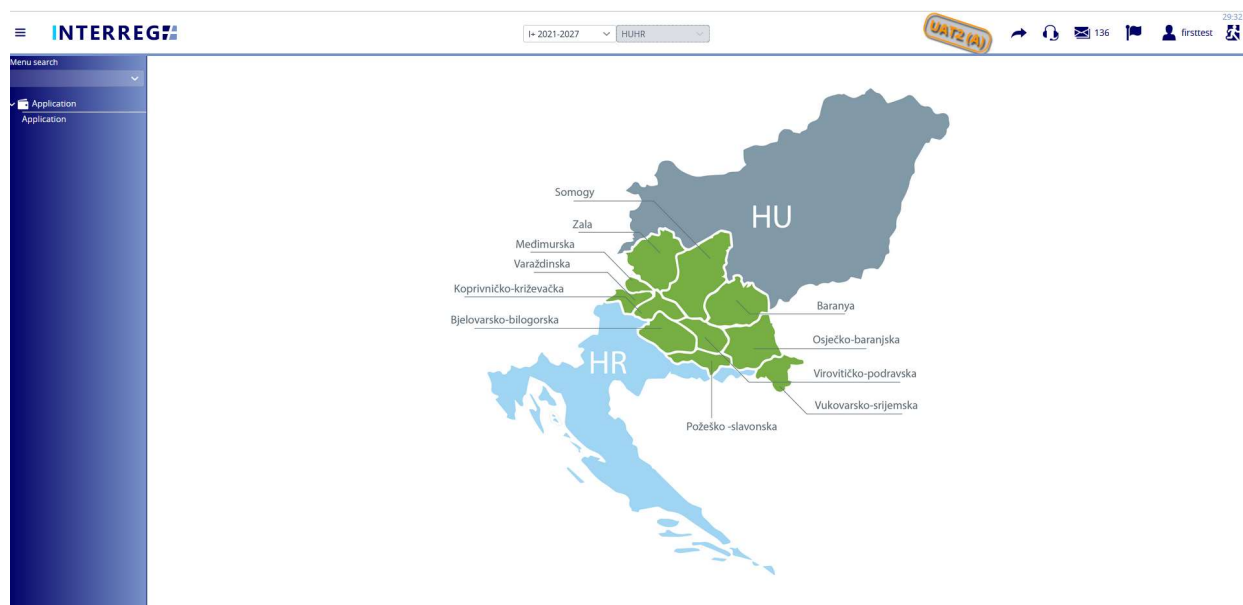 29:32
INTERREG
I+ 2021-2027
HUHR
UAT2 (A)
136
firsttest
Menu search
Application
Application
Somogy
HU
Zala
Međimurska
Varaždinska
Koprivničko-križevačka
Baranya
Bjelovarsko-bilogorska
Osječko-baranjska
HR
Virovitičko-podravska
Vukovarsko-srijemska
Požeško -slavonska